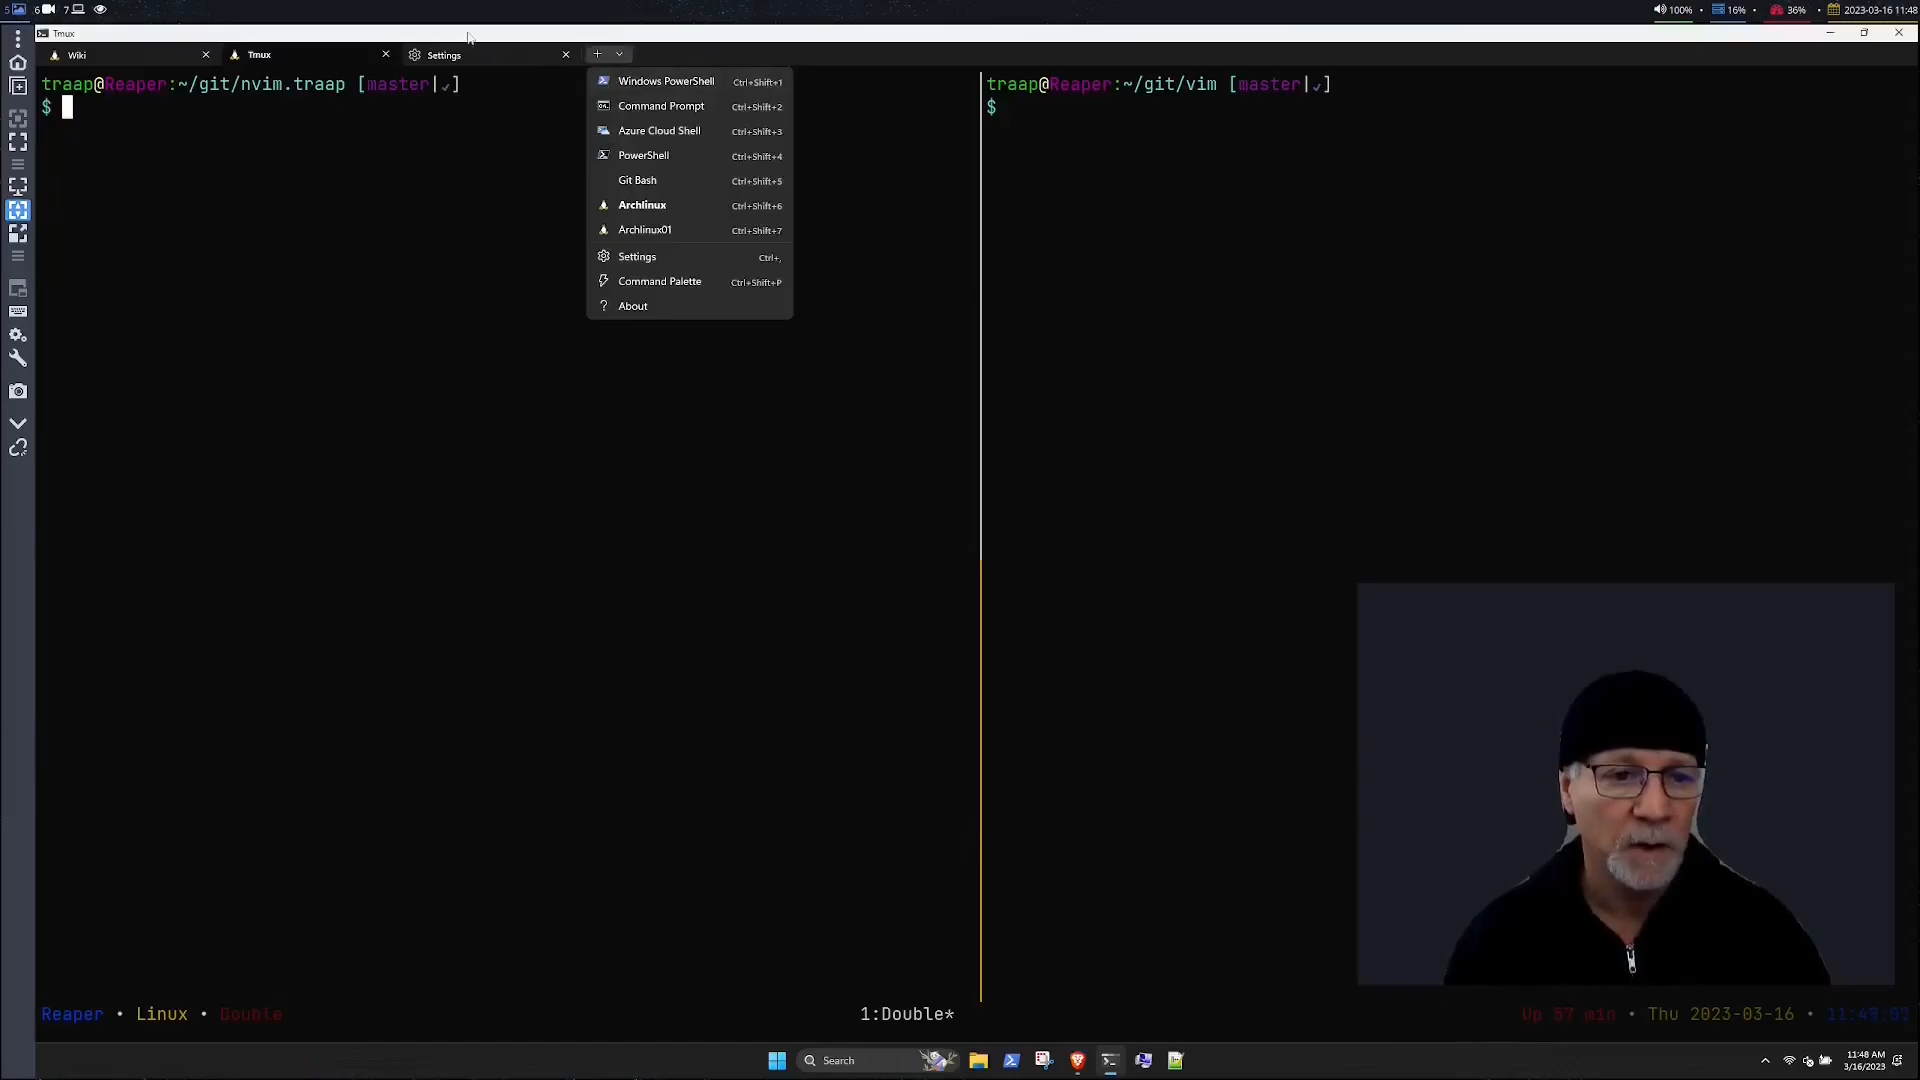 5 6 7 100% 16% 36% 2023-03-16 11:48
Tmux
Wiki Tmux Settings
traap@Reaper:~/git/nvim.traap [master|✓]
$
traap@Reaper:~/git/vim [master|✓]
$
Windows PowerShell Ctrl+Shift+1
Command Prompt Ctrl+Shift+2
Azure Cloud Shell Ctrl+Shift+3
PowerShell Ctrl+Shift+4
Git Bash Ctrl+Shift+5
Archlinux Ctrl+Shift+6
Archlinux01 Ctrl+Shift+7
Settings Ctrl+,
Command Palette Ctrl+Shift+P
About
Reaper • Linux • Double 1:Double* Up 57 min • Thu 2023-03-16 •
Search
11:48 AM
3/16/2023